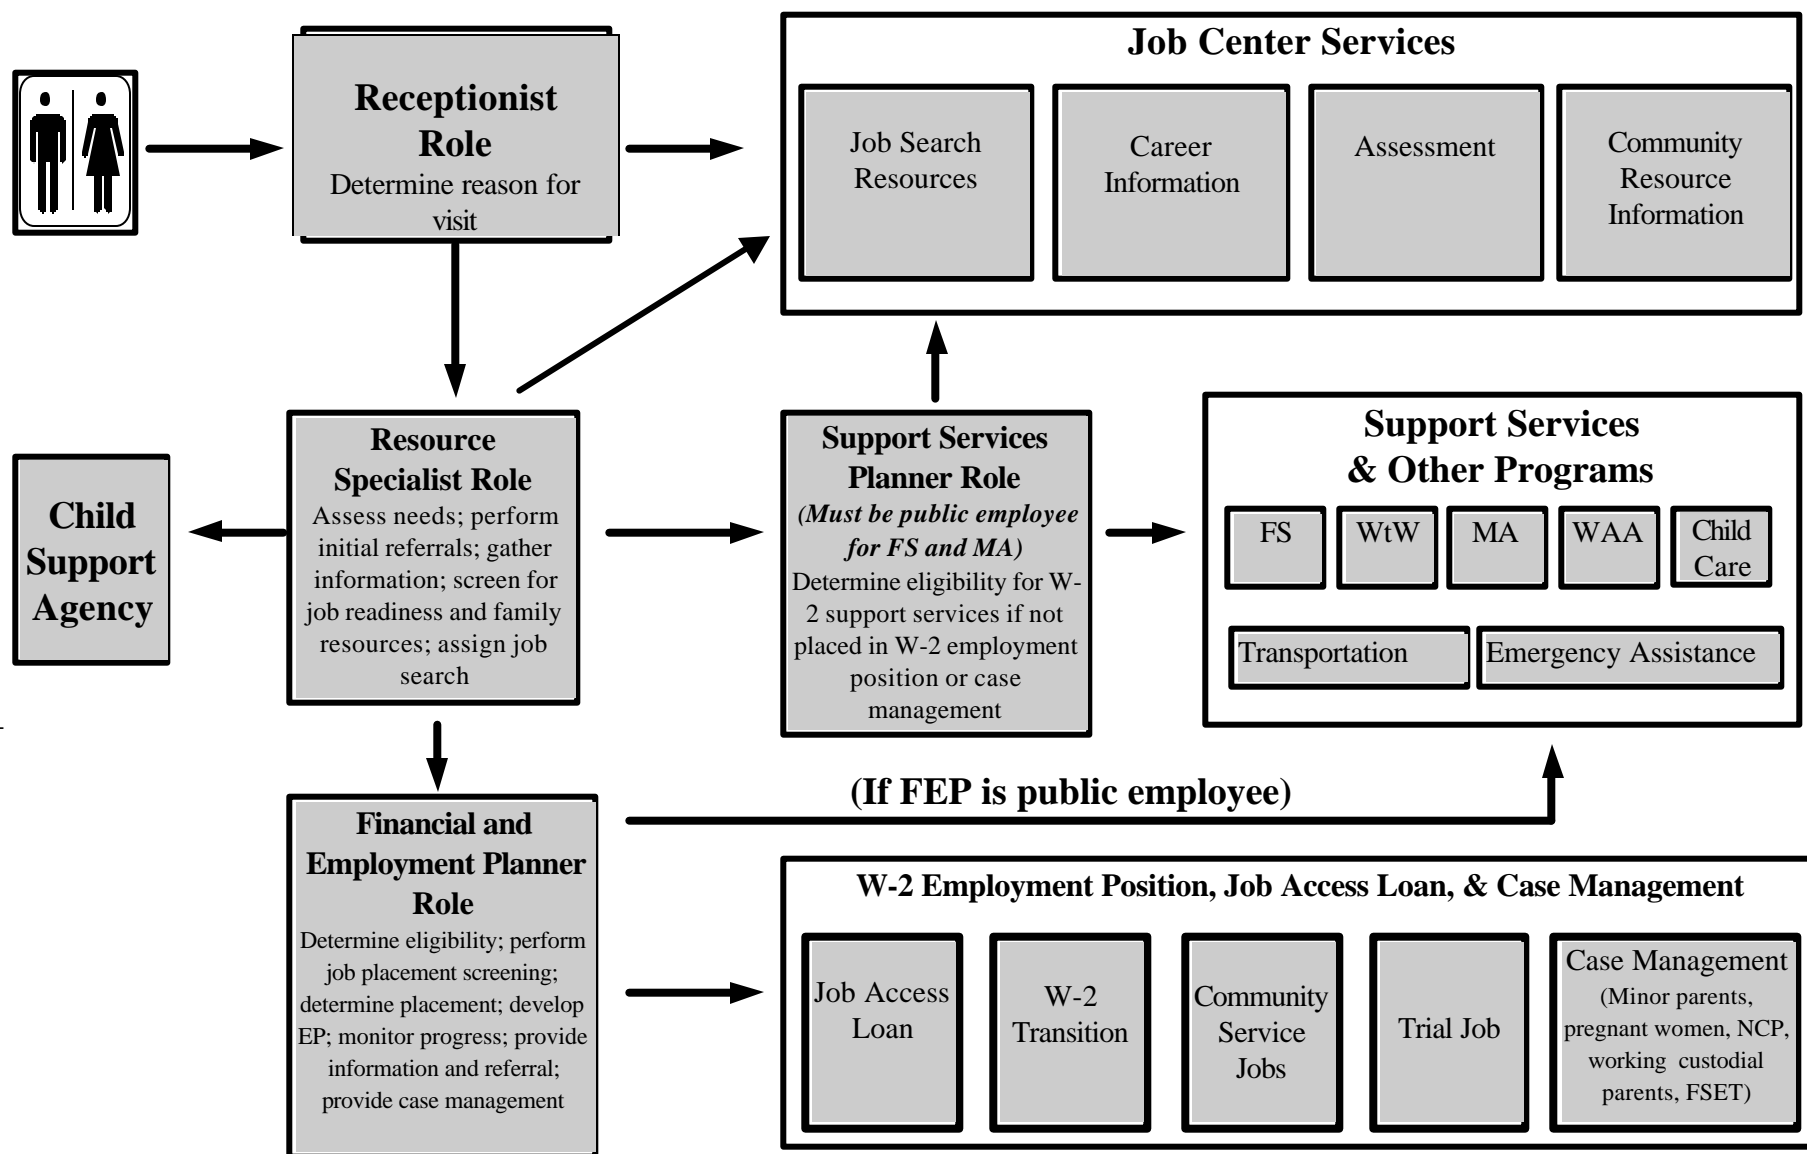 Receptionist
Role
Determine reason for
visit
Job Center Services
Job Search
Resources
Career
Information
Assessment
Community
Resource
Information
Child
Support
Agency
Resource
Specialist Role
Assess needs; perform
initial referrals; gather
information; screen for
job readiness and family
resources; assign job
search
Support Services
Planner Role
(Must be public employee
for FS and MA)
Determine eligibility for W-
2 support services if not
placed in W-2 employment
position or case
management
Support Services
& Other Programs
FS
WtW
MA
WAA
Child
Care
Transportation
Emergency Assistance
(If FEP is public employee)
Financial and
Employment Planner
Role
Determine eligibility; perform
job placement screening;
determine placement; develop
EP; monitor progress; provide
information and referral;
provide case management
W-2 Employment Position, Job Access Loan, & Case Management
Job Access
Loan
W-2
Transition
Community
Service
Jobs
Trial Job
Case Management
(Minor parents,
pregnant women, NCP,
working custodial
parents, FSET)